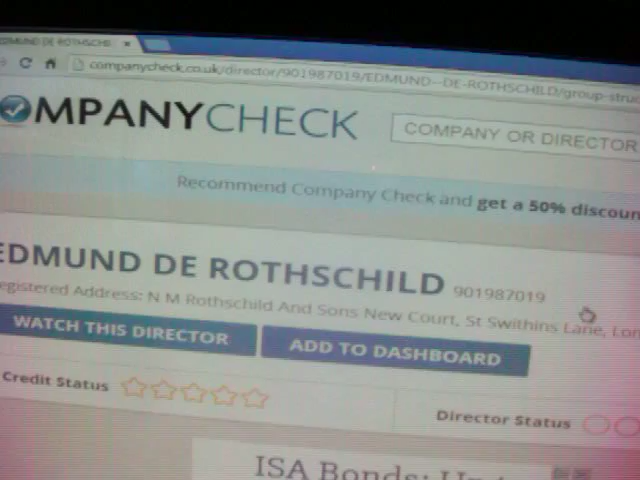 EDMUND DE ROTHSCHILD ×
companycheck.co.uk/director/901987019/EDMUND--DE-ROTHSCHILD/group-struc
OMPANYCHECK
COMPANY OR DIRECTOR
Recommend Company Check and get a 50% discoun
EDMUND DE ROTHSCHILD 901987019
egistered Address: N M Rothschild And Sons New Court, St Swithins Lane, Lon
WATCH THIS DIRECTOR
ADD TO DASHBOARD
Credit Status
Director Status
ISA Bonds: